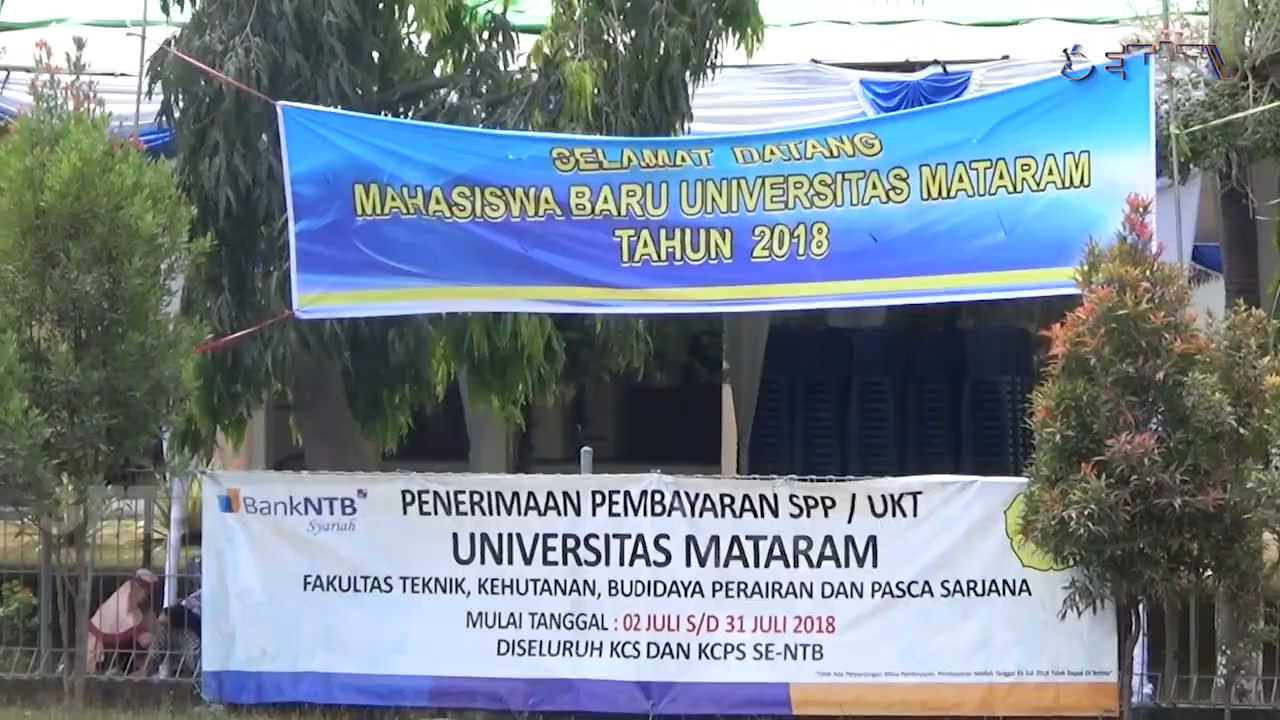 SELAMAT DATANG
MAHASISWA BARU UNIVERSITAS MATARAM
TAHUN 2018
BankNTB
Syariah
PENERIMAAN PEMBAYARAN SPP / UKT
UNIVERSITAS MATARAM
FAKULTAS TEKNIK, KEHUTANAN, BUDIDAYA PERAIRAN DAN PASCA SARJANA
MULAI TANGGAL : 02 JULI S/D 31 JULI 2018
DISELURUH KCS DAN KCPS SE-NTB